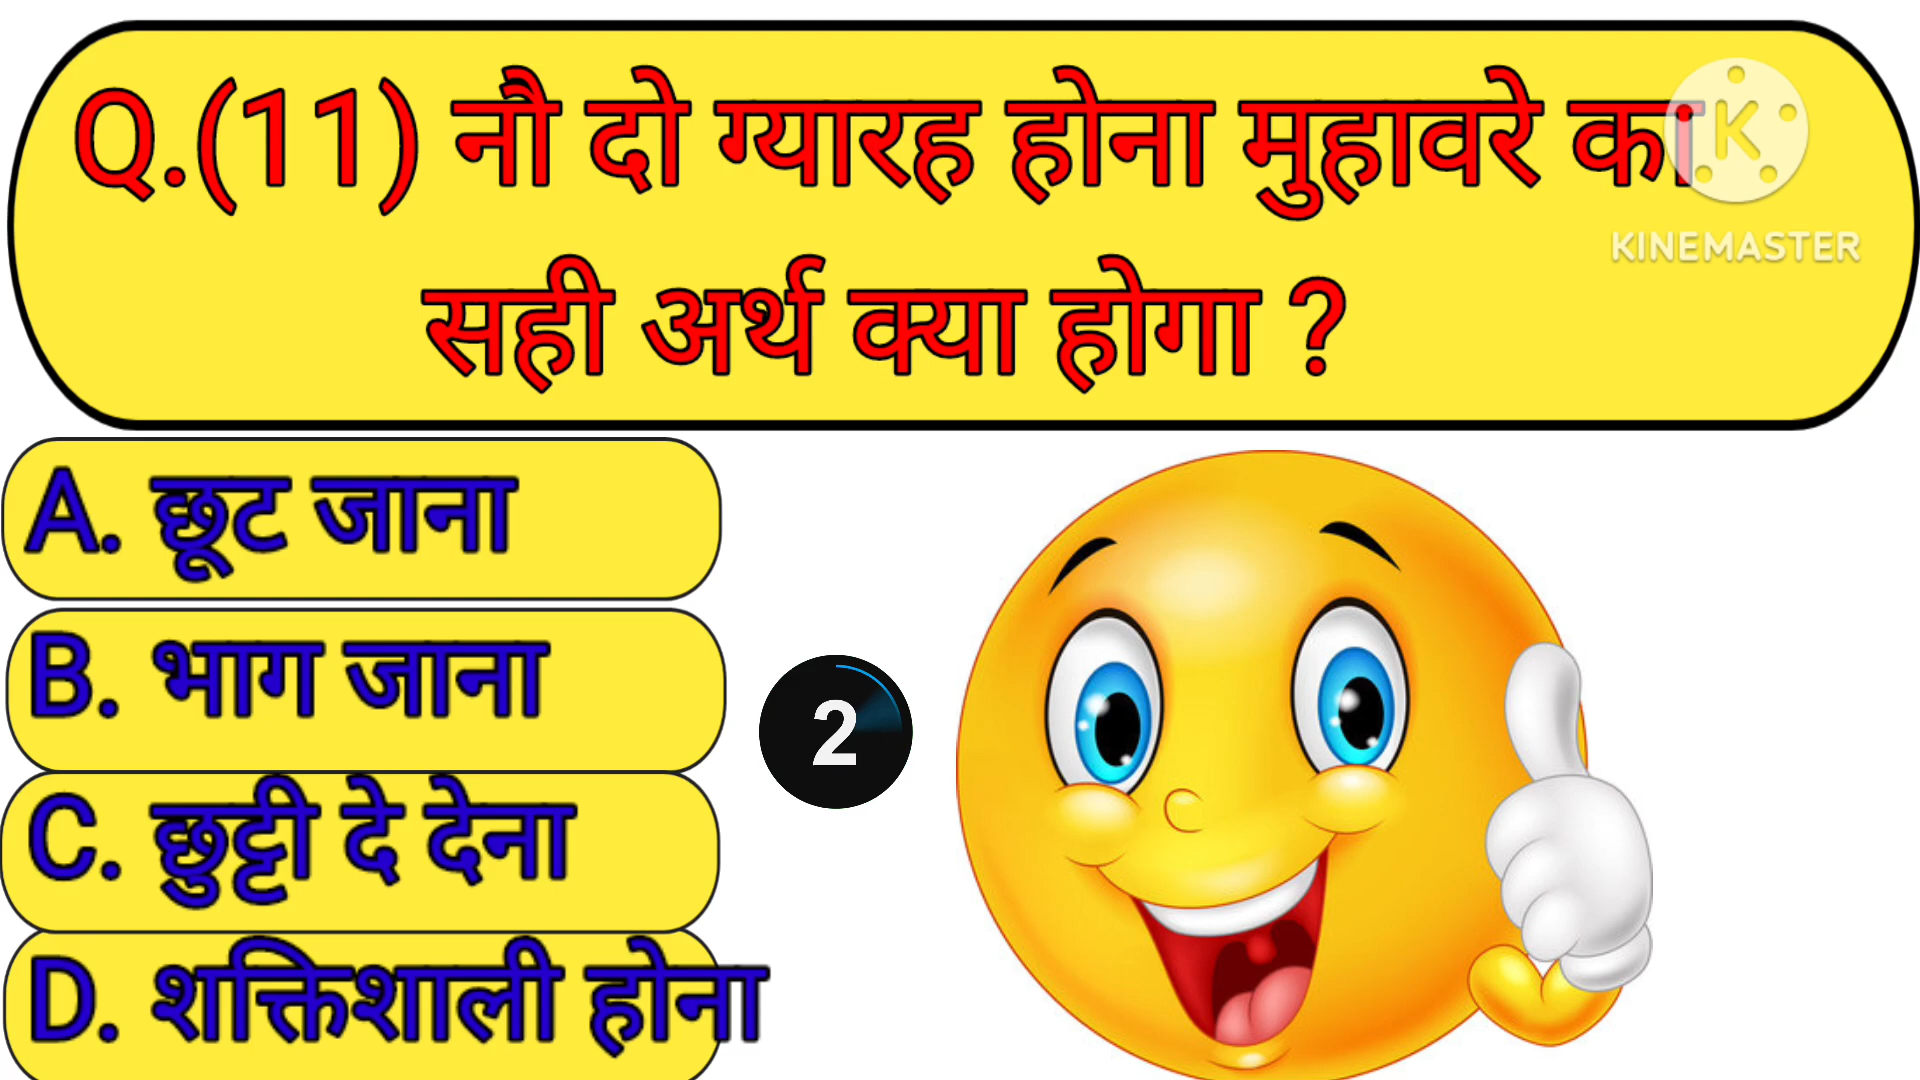 Q.(11) नौ दो ग्यारह होना मुहावरे का
सही अर्थ क्या होगा ?
KINEMASTER
A. छूट जाना
B. भाग जाना
C. छुट्टी दे देना
D. शक्तिशाली होना
2